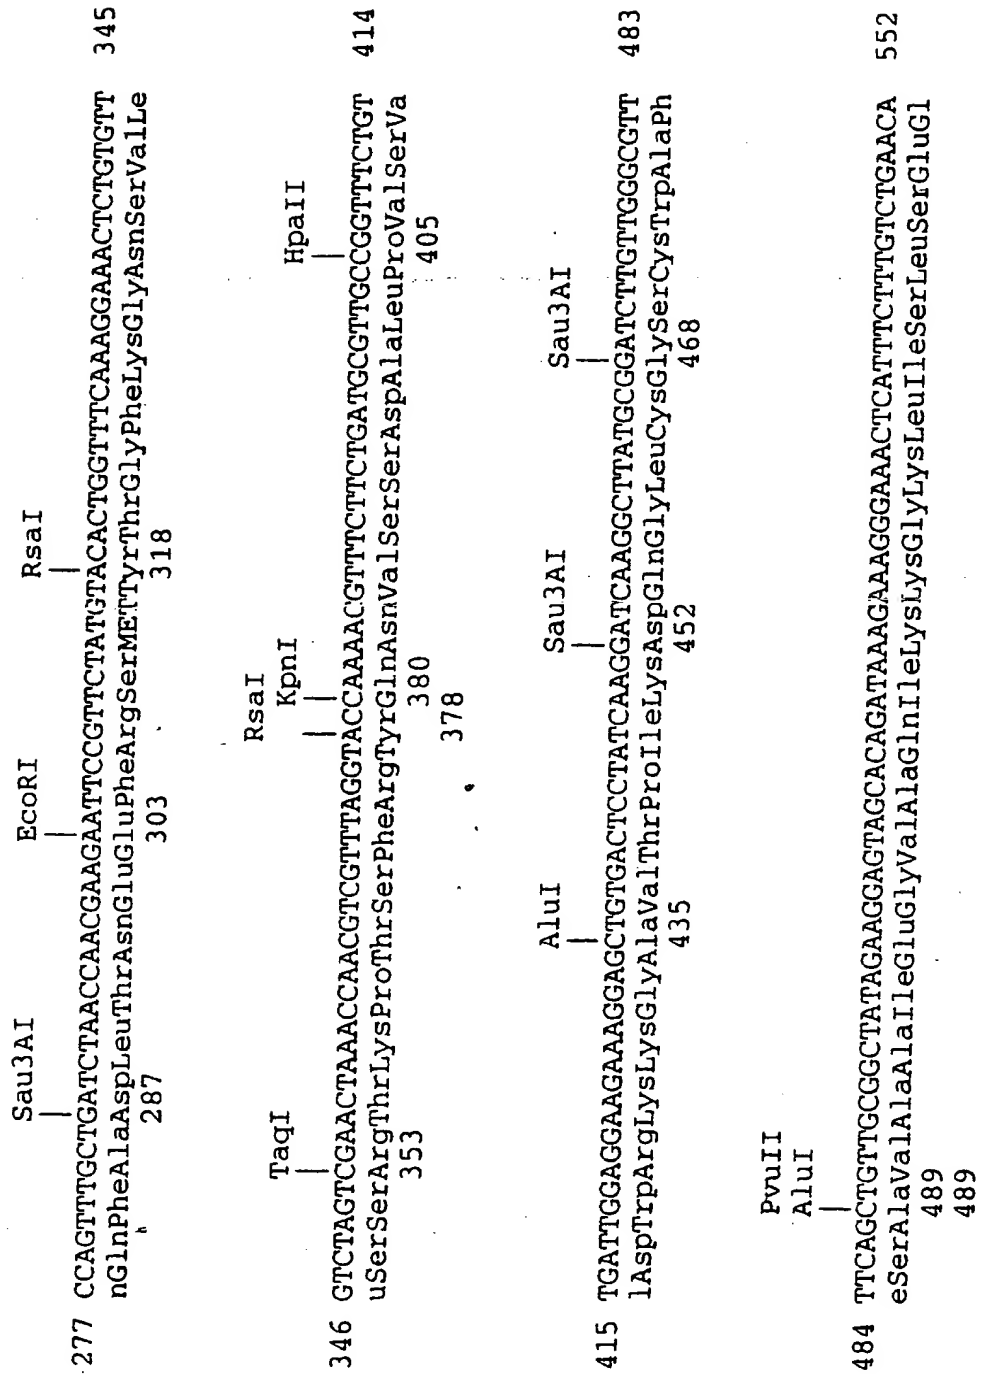 Sau3AI EcoRI RsaI
277 CCAGTTTGCTGATCTAACCAACGAAGAATTCCGTTCTATGTACACTGGTTTCAAAGGAAACTCTGTGTT 345
nGlnPheAlaAspLeuThrAsnGluGluPheArgSerMETTyrThrGlyPheLysGlyAsnSerValLe
287 303 318
TaqI RsaI HpaII
KpnI
346 GTCTAGTCGAACTAAACCAACGTCGTTTAGGTACCAAAACGTTTCTTCTGATGCGTTGCCGGTTTCTGT 414
uSerSerArgThrLysProThrSerPheArgTyrGlnAsnValSerSerAspAlaLeuProValSerVa
353 380 405
378
AluI Sau3AI Sau3AI
415 TGATTGGAGGAAGAAAGGAGCTGTGACTCCTATCAAGGATCAAGGCTTATGCGGATCTTGTTGGGCGTT 483
lAspTrpArgLysLysGlyAlaValThrProIleLysAspGlnGlyLeuCysGlySerCysTrpAlaPh
435 452 468
PvuII
AluI
484 TTCAGCTGTTGCGGCTATAGAAGGAGTAGCACAGATAAAGAAAGGGAAACTCATTTCTTTGTCTGAACA 552
eSerAlaValAlaAlaIleGluGlyValAlaGlnIleLysLysGlyLysLeuIleSerLeuSerGluGl
489
489